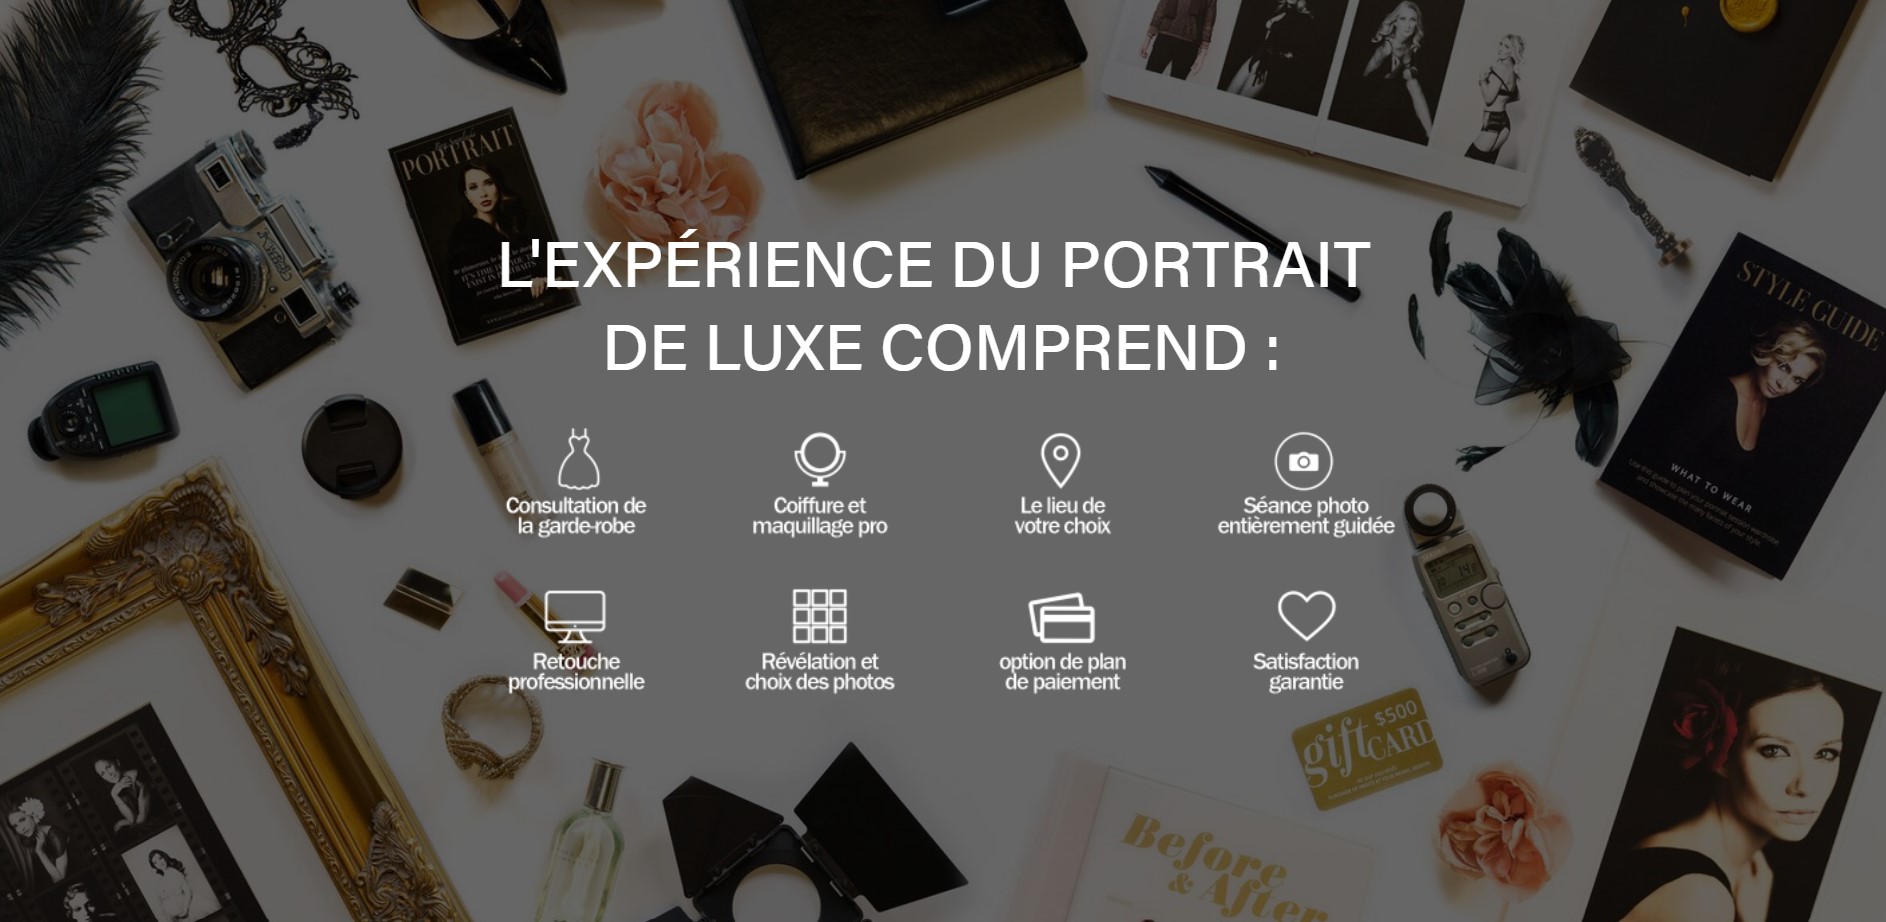 PORTRAIT
L'EXPÉRIENCE DU PORTRAIT
DE LUXE COMPREND :
STYLE GUIDE
WHAT TO WEAR
Consultation de
la garde-robe
Coiffure et
maquillage pro
Le lieu de
votre choix
Séance photo
entièrement guidée
Retouche
professionnelle
Révélation et
choix des photos
option de plan
de paiement
Satisfaction
garantie
$500
gift CARD
Before
& After